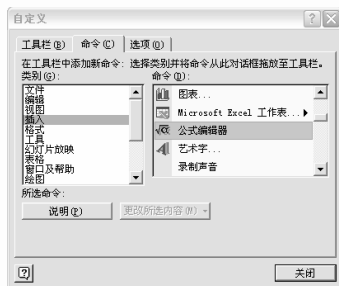 自定义
工具栏(B) 命令(C) 选项(O)
在工具栏中添加新命令: 选择类别并将命令从此对话框拖放至工具栏。
类别(G): 命令(D):
文件
编辑
视图
插入
格式
工具
幻灯片放映
表格
窗口及帮助
绘图
图表...
Microsoft Excel 工作表...
公式编辑器
艺术字...
录制声音
所选命令:
说明(P) 更改所选内容(M)
关闭